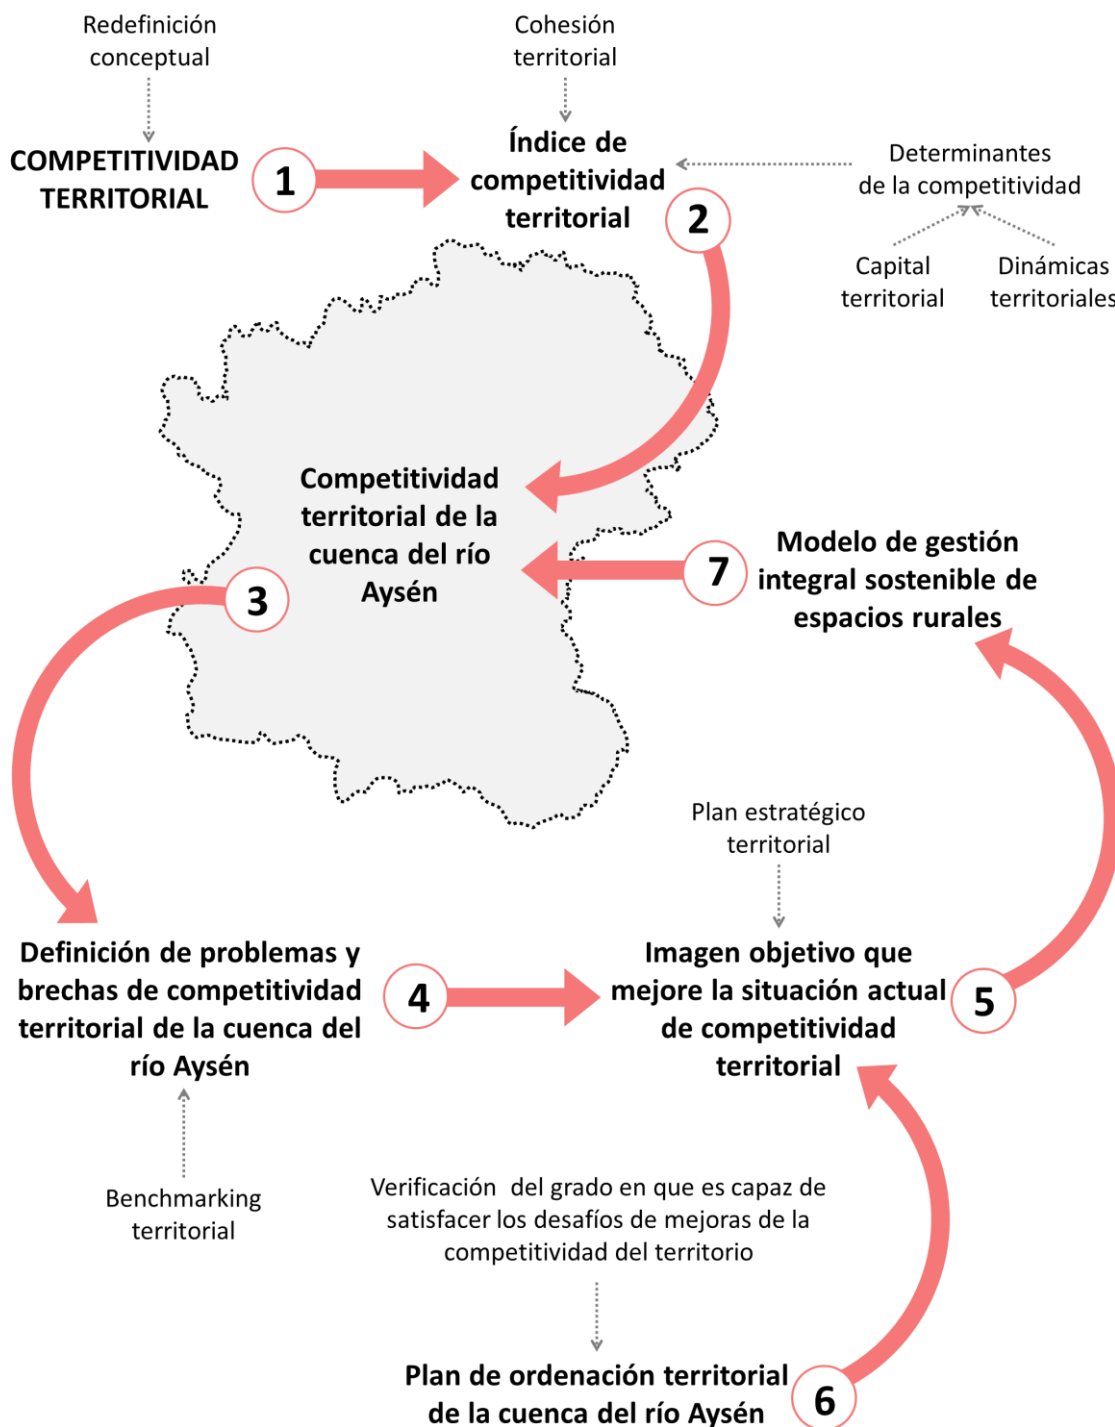 Redefinición
conceptual
Cohesión
territorial
COMPETITIVIDAD
TERRITORIAL
1
Índice de
competitividad
territorial
2
Determinantes
de la competitividad
Capital
territorial
Dinámicas
territoriales
Competitividad
territorial de la
cuenca del río
Aysén
3
7
Modelo de gestión
integral sostenible de
espacios rurales
Plan estratégico
territorial
Definición de problemas y
brechas de competitividad
territorial de la cuenca del
río Aysén
4
Imagen objetivo que
mejore la situación actual
de competitividad
territorial
5
Benchmarking
territorial
Verificación del grado en que es capaz de
satisfacer los desafíos de mejoras de la
competitividad del territorio
Plan de ordenación territorial
de la cuenca del río Aysén
6